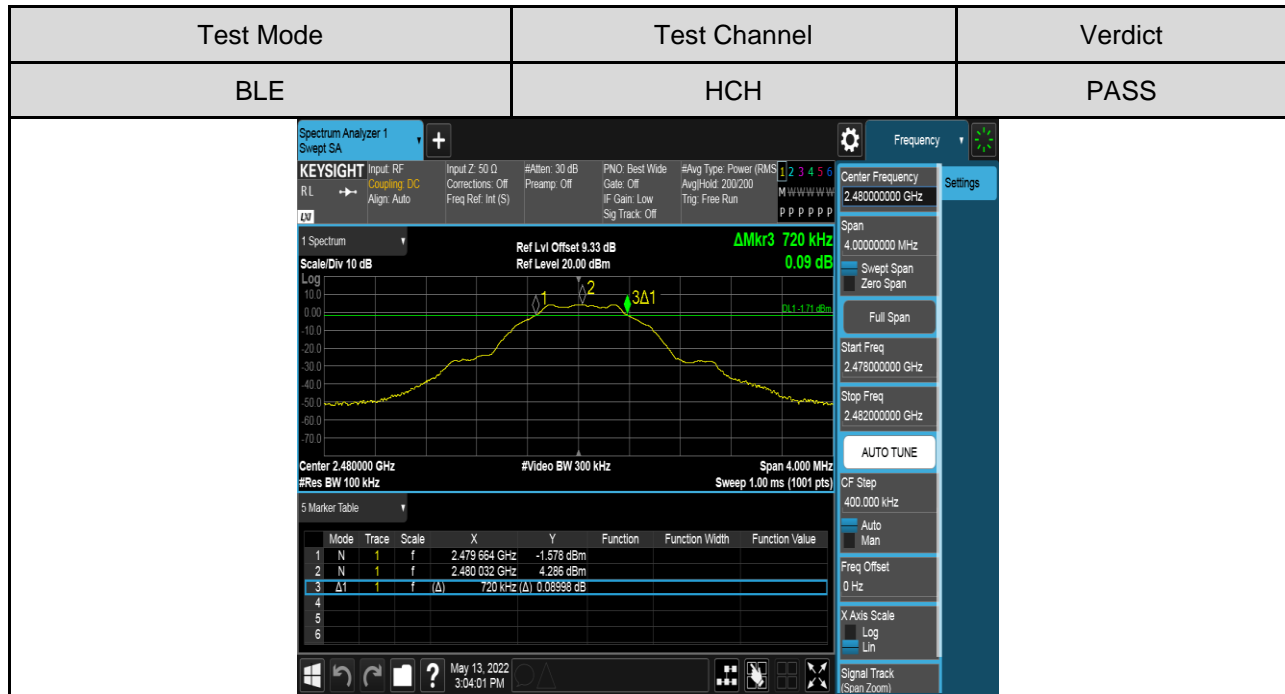 Test Mode Test Channel Verdict
BLE HCH PASS
Spectrum Analyzer 1
Swept SA
+
Frequency
KEYSIGHT Input: RF Input Z: 50 Ω #Atten: 30 dB PNO: Best Wide #Avg Type: Power (RMS 1 2 3 4 5 6
RL Coupling: DC Corrections: Off Preamp: Off Gate: Off Avg|Hold: 200/200 M W W W W W
Align: Auto Freq Ref: Int (S) IF Gain: Low Trig: Free Run
LXI Sig Track: Off P P P P P P
1 Spectrum Ref Lvl Offset 9.33 dB ΔMkr3 720 kHz
Scale/Div 10 dB Ref Level 20.00 dBm 0.09 dB
Log
10.0
0.00
-10.0
-20.0
-30.0
-40.0
-50.0
-60.0
-70.0
1 2 3Δ1
DL1 -1.71 dBm
Center 2.480000 GHz #Video BW 300 kHz Span 4.000 MHz
#Res BW 100 kHz Sweep 1.00 ms (1001 pts)
5 Marker Table
Mode Trace Scale X Y Function Function Width Function Value
1 N 1 f 2.479 664 GHz -1.578 dBm
2 N 1 f 2.480 032 GHz 4.286 dBm
3 Δ1 1 f (Δ) 720 kHz (Δ) 0.08998 dB
4
5
6
?
May 13, 2022
3:04:01 PM
Center Frequency
2.480000000 GHz
Settings
Span
4.00000000 MHz
Swept Span
Zero Span
Full Span
Start Freq
2.478000000 GHz
Stop Freq
2.482000000 GHz
AUTO TUNE
CF Step
400.000 kHz
Auto
Man
Freq Offset
0 Hz
X Axis Scale
Log
Lin
Signal Track
(Span Zoom)